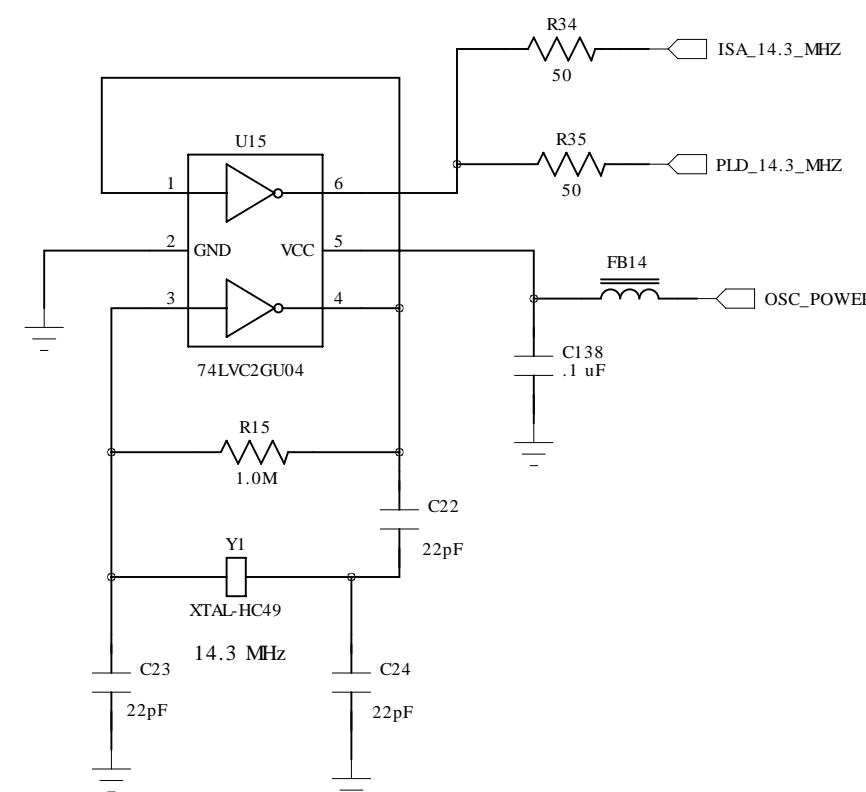 R34
ISA_14.3_MHZ
50
U15
R35
PLD_14.3_MHZ
50
1
6
2
GND
VCC
5
FB14
OSC_POWE
3
4
74LVC2GU04
C138
.1 uF
R15
1.0M
C22
22pF
Y1
XTAL-HC49
14.3 MHz
C23
22pF
C24
22pF